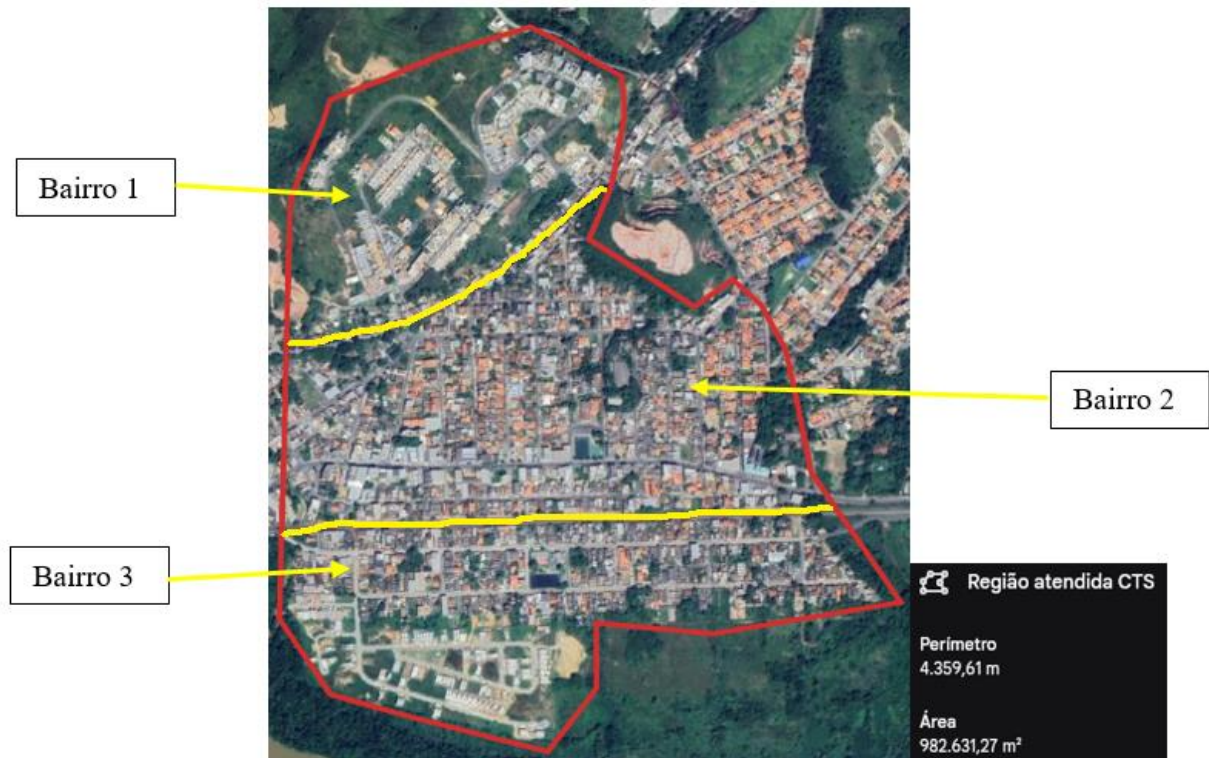 Bairro 1
Bairro 2
Bairro 3
Região atendida CTS
Perímetro
4.359,61 m
Área
982.631,27 m²